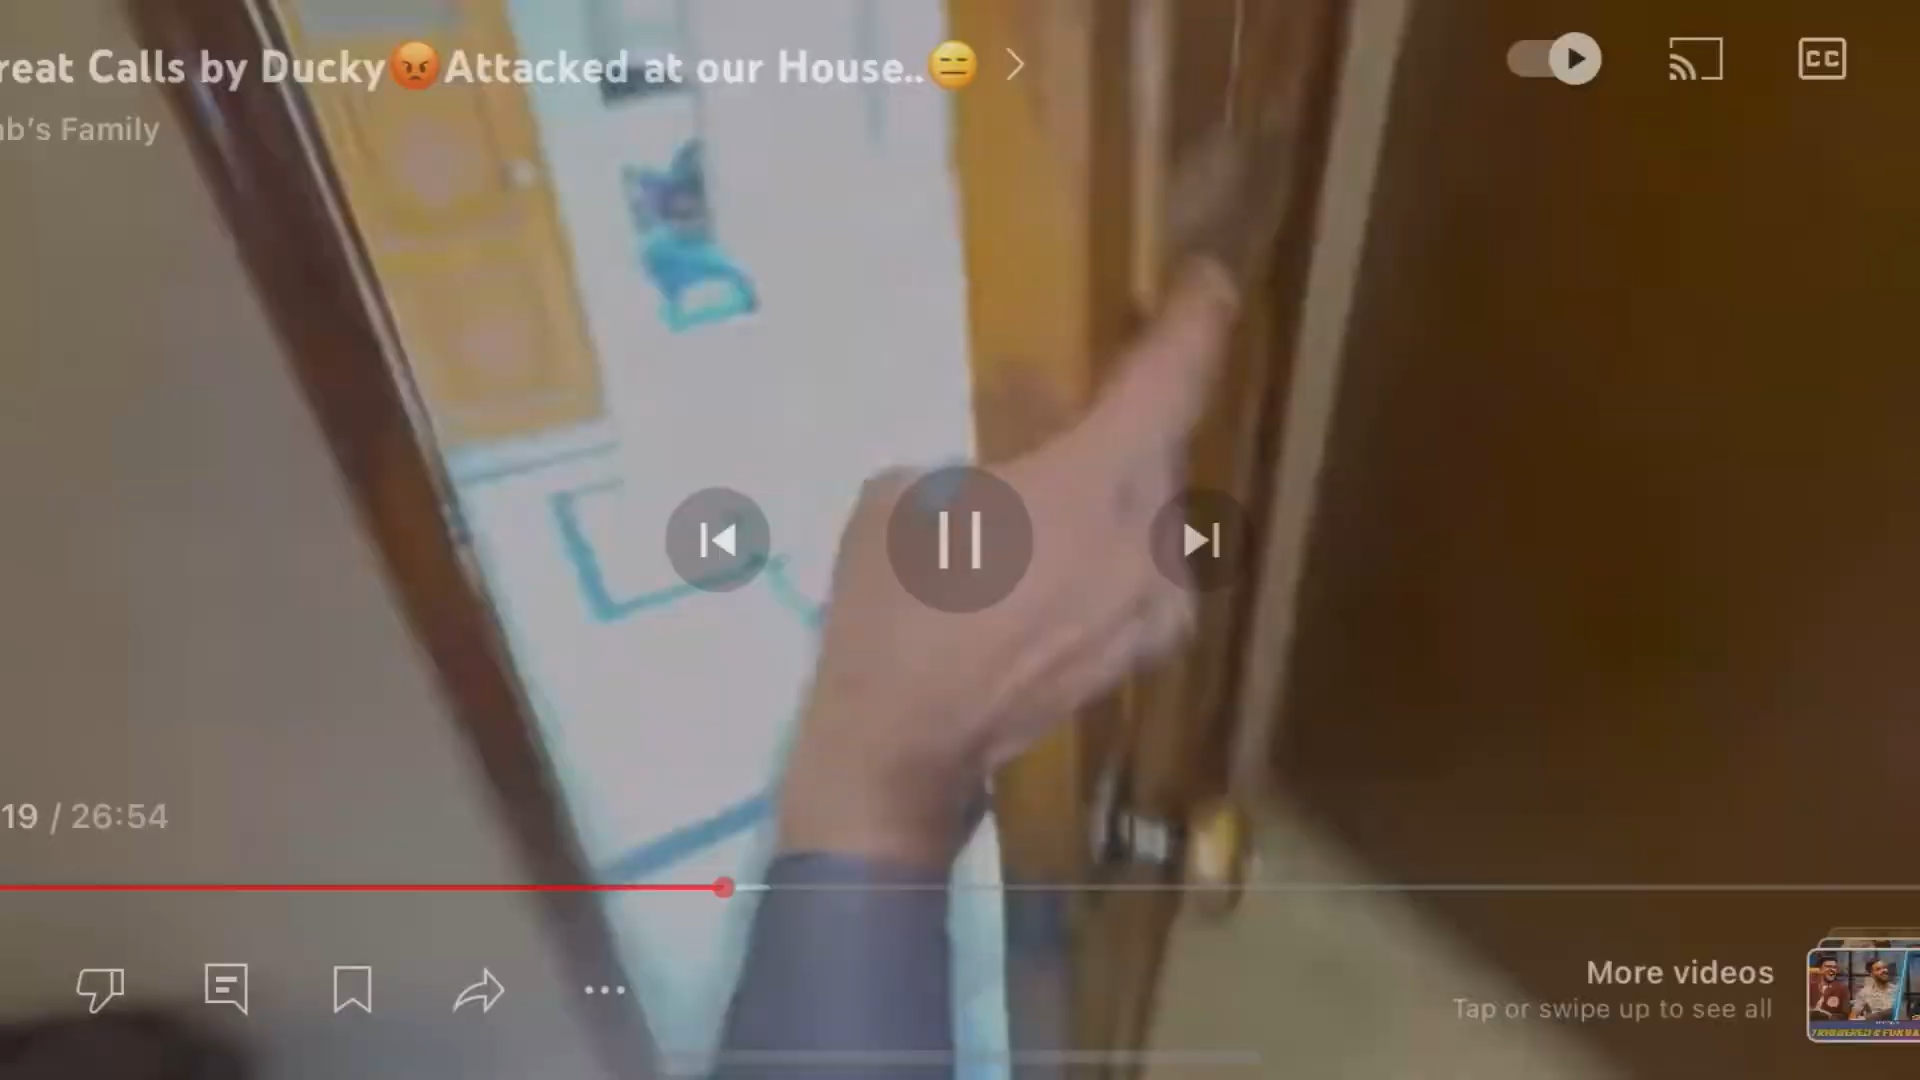 reat Calls by Ducky😡Attacked at our House..😑
b's Family
CC
19 / 26:54
More videos
Tap or swipe up to see all